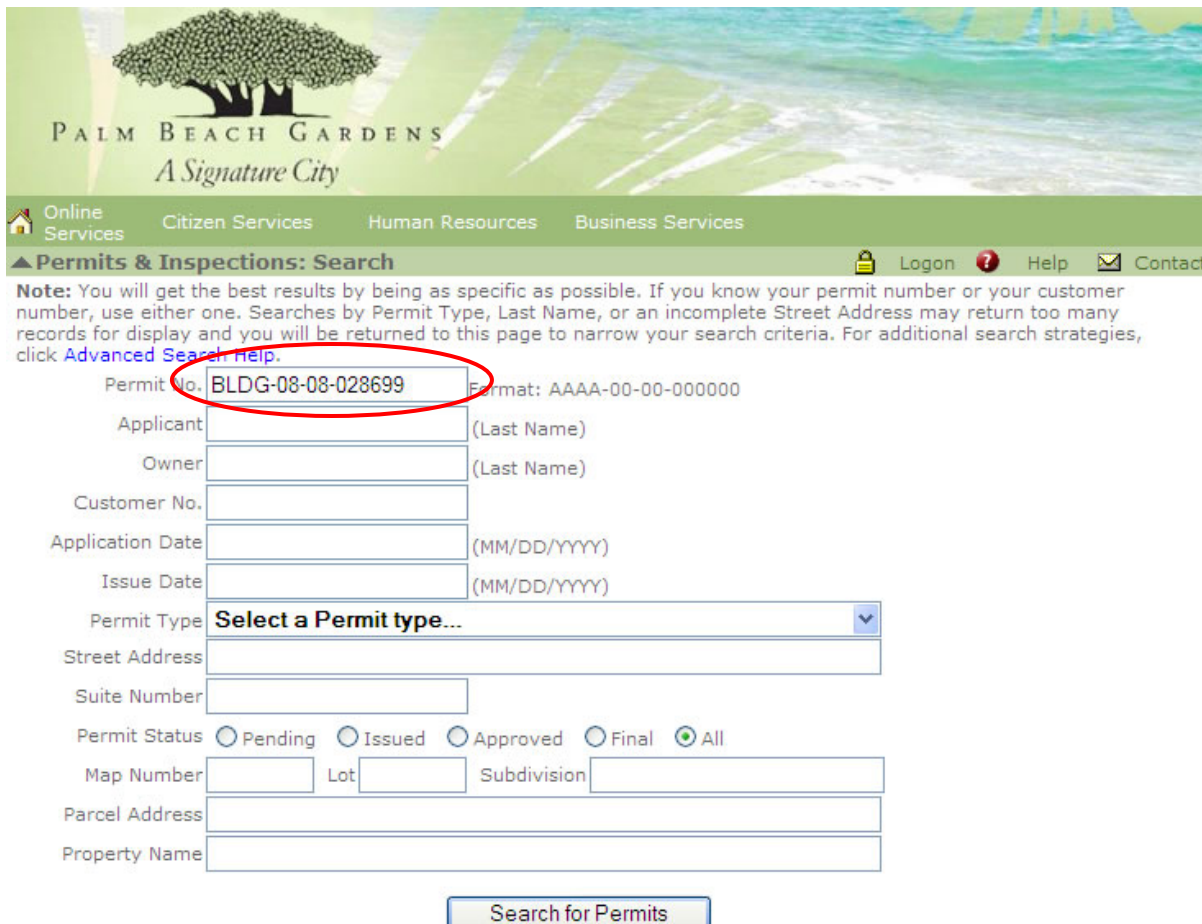 PALM BEACH GARDENS
A Signature City
Online Services Citizen Services Human Resources Business Services
Permits & Inspections: Search Logon Help Contact
Note: You will get the best results by being as specific as possible. If you know your permit number or your customer
number, use either one. Searches by Permit Type, Last Name, or an incomplete Street Address may return too many
records for display and you will be returned to this page to narrow your search criteria. For additional search strategies,
click Advanced Search Help.
Permit No. BLDG-08-08-028699 Format: AAAA-00-00-000000
Applicant (Last Name)
Owner (Last Name)
Customer No.
Application Date (MM/DD/YYYY)
Issue Date (MM/DD/YYYY)
Permit Type Select a Permit type...
Street Address
Suite Number
Permit Status Pending Issued Approved Final All
Map Number Lot Subdivision
Parcel Address
Property Name
Search for Permits